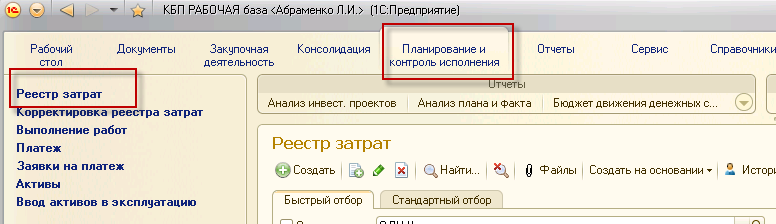 КБП РАБОЧАЯ база <Абраменко Л.И.> (1С:Предприятие)
Рабочий стол
Документы
Закупочная деятельность
Консолидация
Планирование и контроль исполнения
Отчеты
Сервис
Справочники
Реестр затрат
Корректировка реестра затрат
Выполнение работ
Платеж
Заявки на платеж
Активы
Ввод активов в эксплуатацию
Отчеты
Анализ инвест. проектов
Анализ плана и факта
Бюджет движения денежных с...
Реестр затрат
Создать
Найти...
Файлы
Создать на основании
Истори
Быстрый отбор
Стандартный отбор